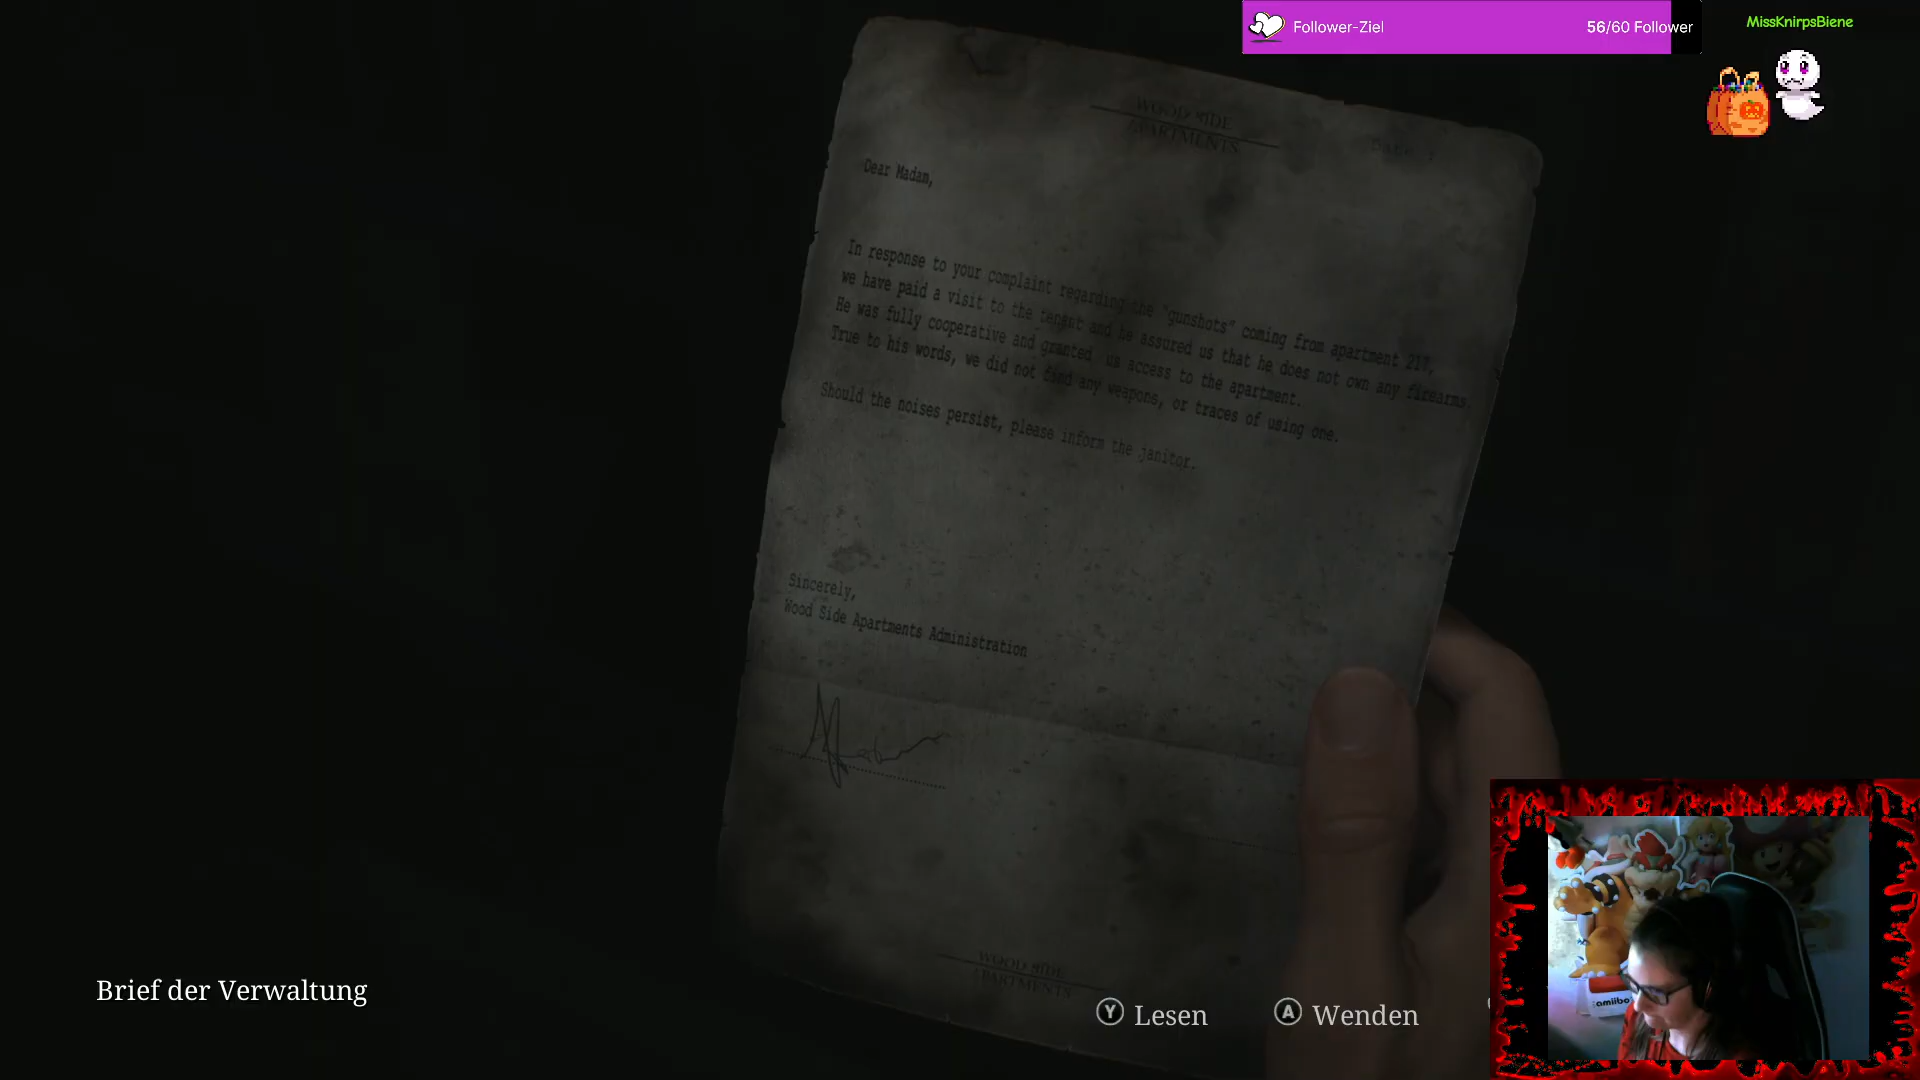 Follower-Ziel
56/60 Follower
MissKnirpsBiene
WOOD SIDE
APARTMENTS
Dear Madam,
In response to your complaint regarding the "gunshots" coming from apartment 217,
we have paid a visit to the tenant and he assured us that he does not own any firearms.
He was fully cooperative and granted us access to the apartment.
True to his words, we did not find any weapons, or traces of using one.
Should the noises persist, please inform the janitor.
Sincerely,
Wood Side Apartments Administration
WOOD SIDE
APARTMENTS
Brief der Verwaltung
Y Lesen
A Wenden
amiibo